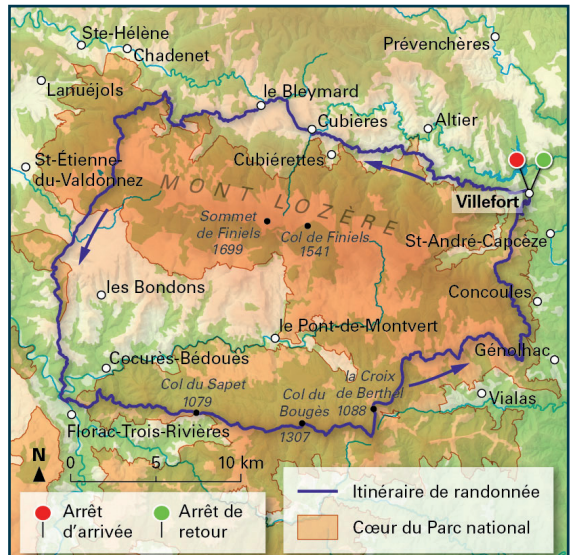 Ste-Hélène
Chadenet
Prévenchères
Lanuéjols
le Bleymard
Cubières
Altier
Cubiérettes
St-Étienne-
du-Valdonnez
Villefort
MONT LOZÈRE
Sommet
de Finiels
1699
Col de Finiels
1541
St-André-Capcèze
les Bondons
Concoules
le Pont-de-Montvert
Génolhac
Cocurès-Bédoues
Col du Sapet
1079
la Croix
de Berthel
1088
Col du
Bougès
1307
Vialas
Florac-Trois-Rivières
N
0 5 10 km
Arrêt
d'arrivée
Arrêt de
retour
Itinéraire de randonnée
Cœur du Parc national